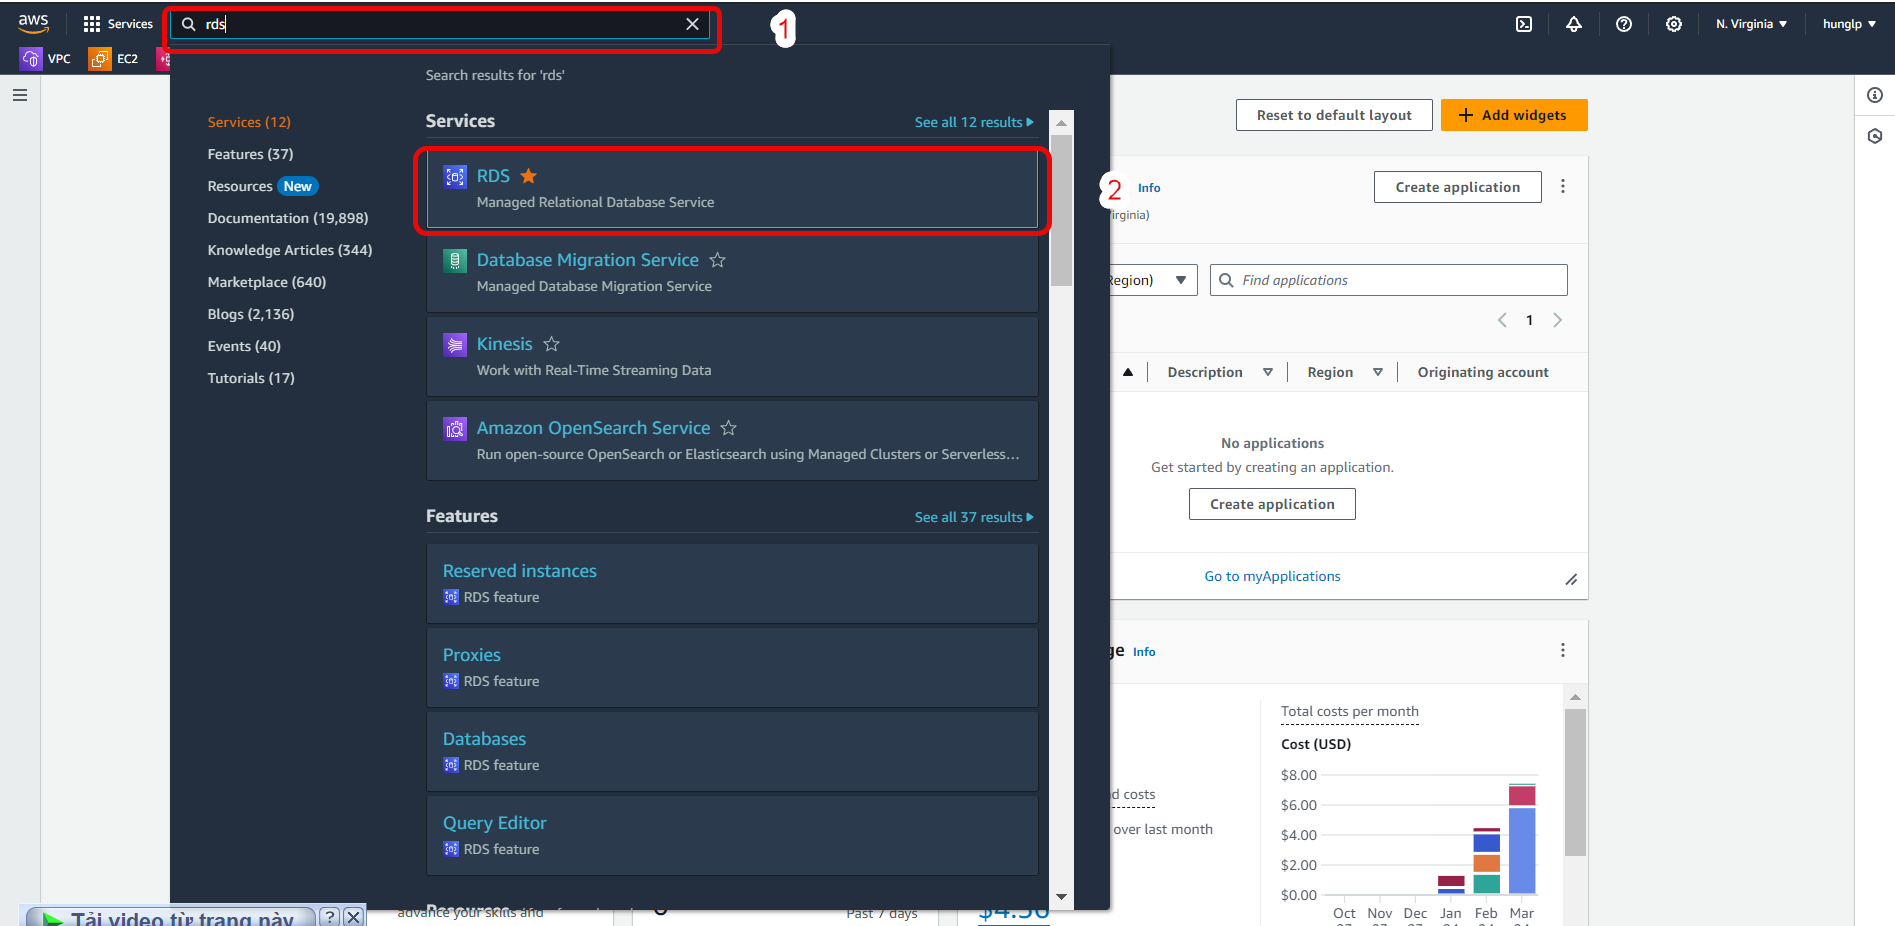 aws
Services
rds
1
N. Virginia
hunglp
VPC
EC2
Search results for 'rds'
Services (12)
Features (37)
Resources New
Documentation (19,898)
Knowledge Articles (344)
Marketplace (640)
Blogs (2,136)
Events (40)
Tutorials (17)
Services
See all 12 results
RDS
Managed Relational Database Service
2
Database Migration Service
Managed Database Migration Service
Kinesis
Work with Real-Time Streaming Data
Amazon OpenSearch Service
Run open-source OpenSearch or Elasticsearch using Managed Clusters or Serverless...
Features
See all 37 results
Reserved instances
RDS feature
Proxies
RDS feature
Databases
RDS feature
Query Editor
RDS feature
Reset to default layout
+ Add widgets
Info
Create application
Virginia)
Region)
Find applications
1
Description
Region
Originating account
No applications
Get started by creating an application.
Create application
Go to myApplications
ge Info
Total costs per month
Cost (USD)
$8.00
$6.00
$4.00
$2.00
$0.00
Oct
Nov
Dec
Jan
Feb
Mar
d costs
over last month
advance your skills and
Past 7 days
Tải video từ trang này
?